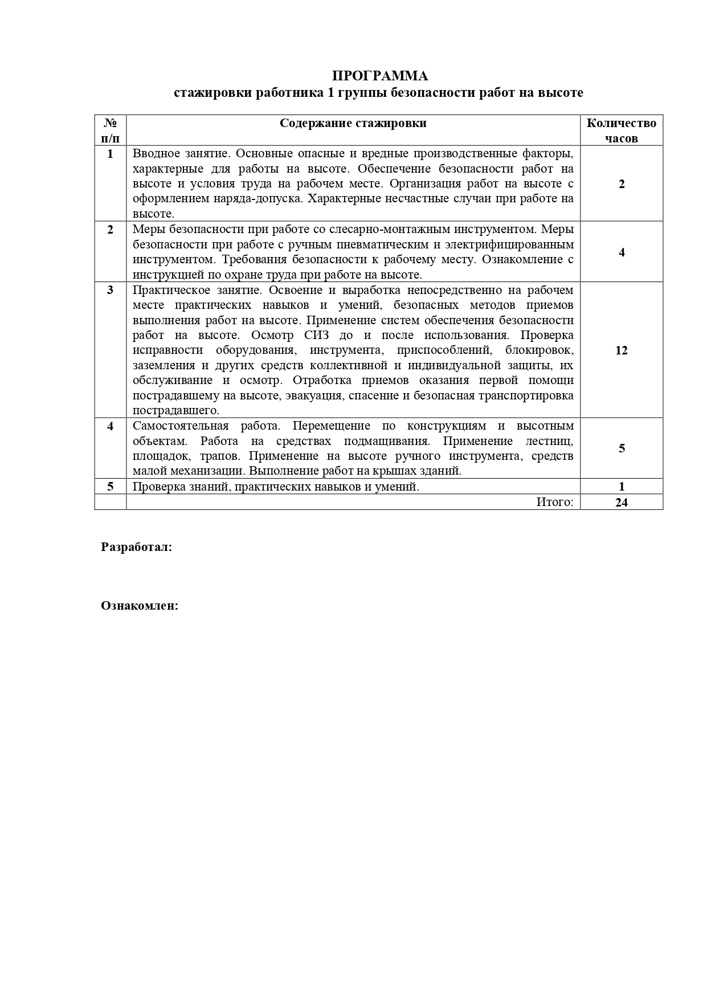 ПРОГРАММА
стажировки работника 1 группы безопасности работ на высоте
№ п/п
Содержание стажировки
Количество часов
1
Вводное занятие. Основные опасные и вредные производственные факторы,
характерные для работы на высоте. Обеспечение безопасности работ на
высоте и условия труда на рабочем месте. Организация работ на высоте с
оформлением наряда-допуска. Характерные несчастные случаи при работе на
высоте.
2
2
Меры безопасности при работе со слесарно-монтажным инструментом. Меры
безопасности при работе с ручным пневматическим и электрифицированным
инструментом. Требования безопасности к рабочему месту. Ознакомление с
инструкцией по охране труда при работе на высоте.
4
3
Практическое занятие. Освоение и выработка непосредственно на рабочем
месте практических навыков и умений, безопасных методов приемов
выполнения работ на высоте. Применение систем обеспечения безопасности
работ на высоте. Осмотр СИЗ до и после использования. Проверка
исправности оборудования, инструмента, приспособлений, блокировок,
заземления и других средств коллективной и индивидуальной защиты, их
обслуживание и осмотр. Отработка приемов оказания первой помощи
пострадавшему на высоте, эвакуация, спасение и безопасная транспортировка
пострадавшего.
12
4
Самостоятельная работа. Перемещение по конструкциям и высотным
объектам. Работа на средствах подмащивания. Применение лестниц,
площадок, трапов. Применение на высоте ручного инструмента, средств
малой механизации. Выполнение работ на крышах зданий.
5
5
Проверка знаний, практических навыков и умений.
1
Итого:
24
Разработал:
Ознакомлен: